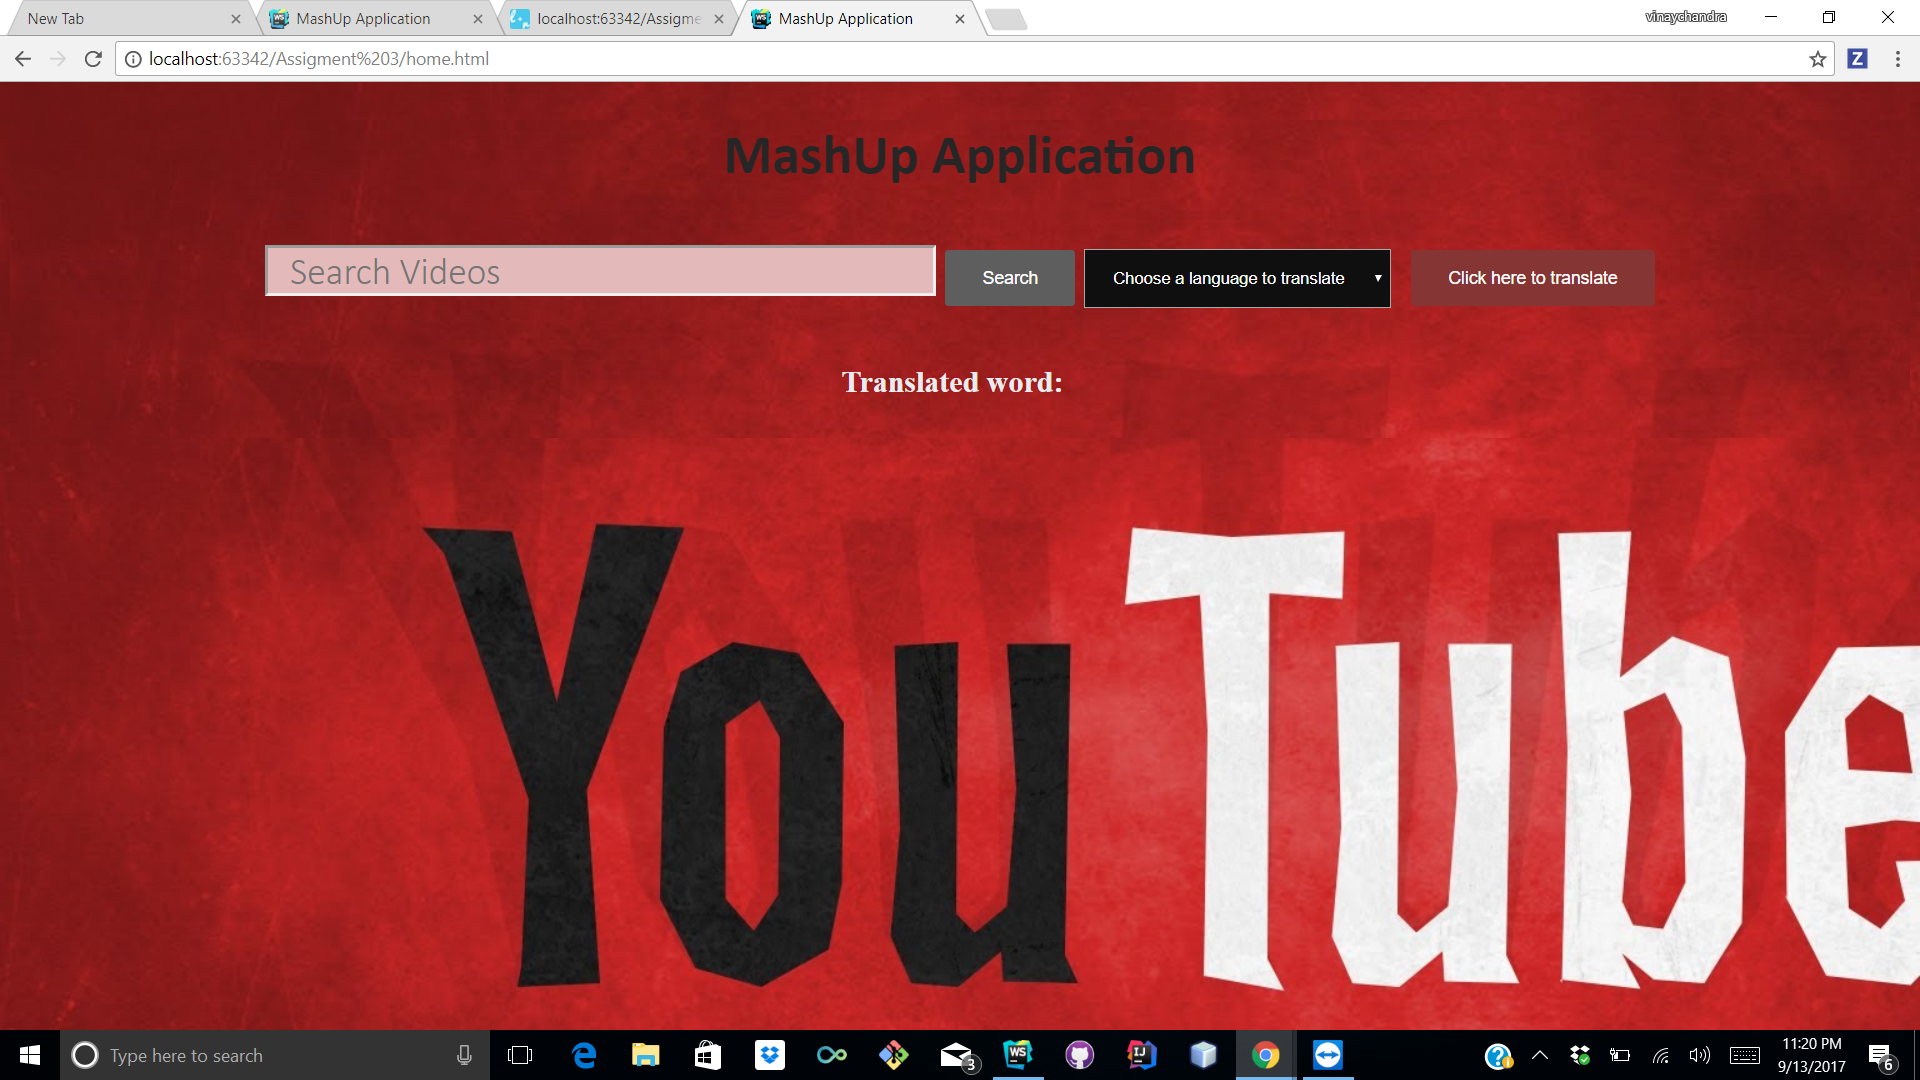 New Tab
MashUp Application
localhost:63342/Assigme
MashUp Application
vinaychandra
localhost:63342/Assigment%203/home.html
Z
MashUp Application
Search Videos
Search
Choose a language to translate
Click here to translate
Translated word:
YouTube
Type here to search
3
WS
IJ
11:20 PM
9/13/2017
6